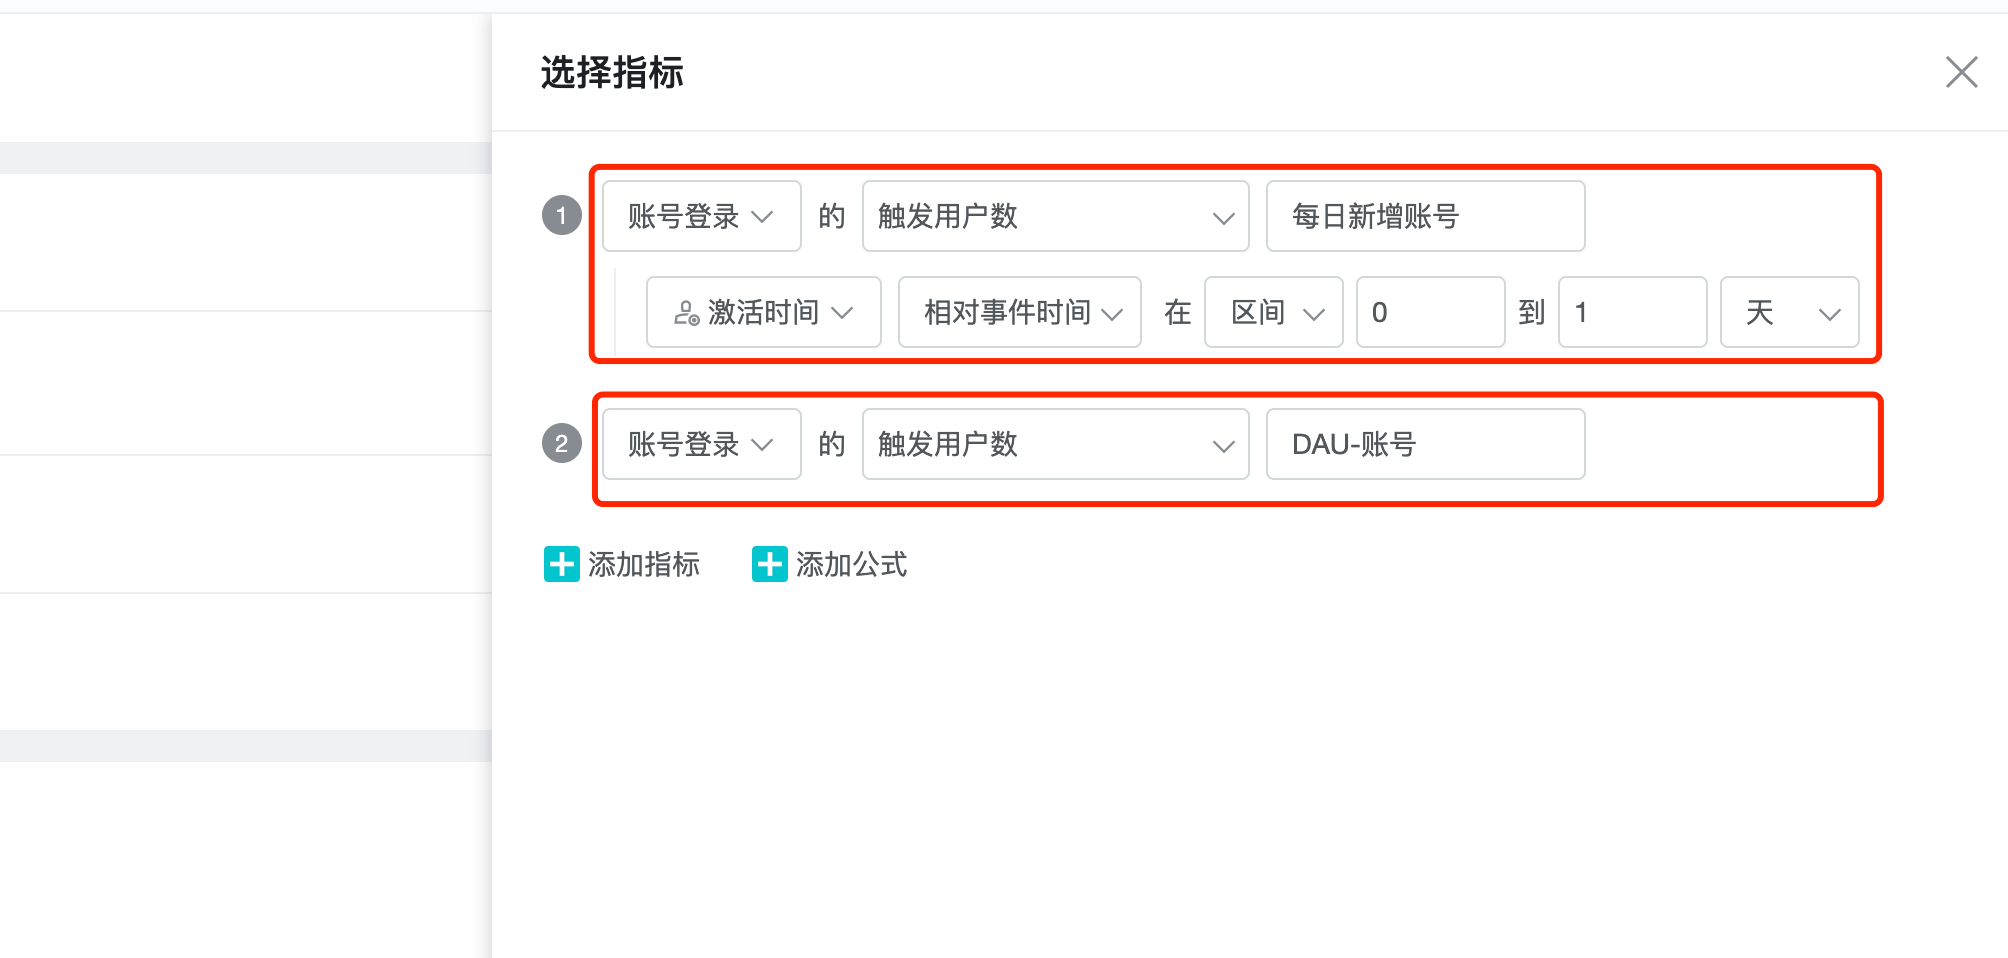 选择指标
1 账号登录 的 触发用户数 每日新增账号
激活时间 相对事件时间 在 区间 0 到 1 天
2 账号登录 的 触发用户数 DAU-账号
添加指标 添加公式